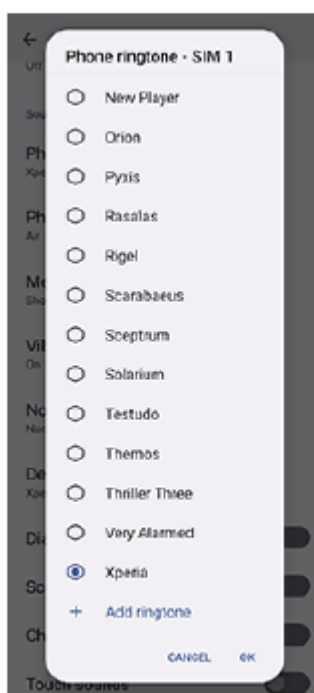 Phone ringtone - SIM 1
New Player
Orion
Pyxis
Rasalas
Rigel
Scarabaeus
Sceptrum
Solarium
Testudo
Themos
Thriller Three
Very Alarmed
Xperia
+ Add ringtone
CANCEL OK
Touch sounds